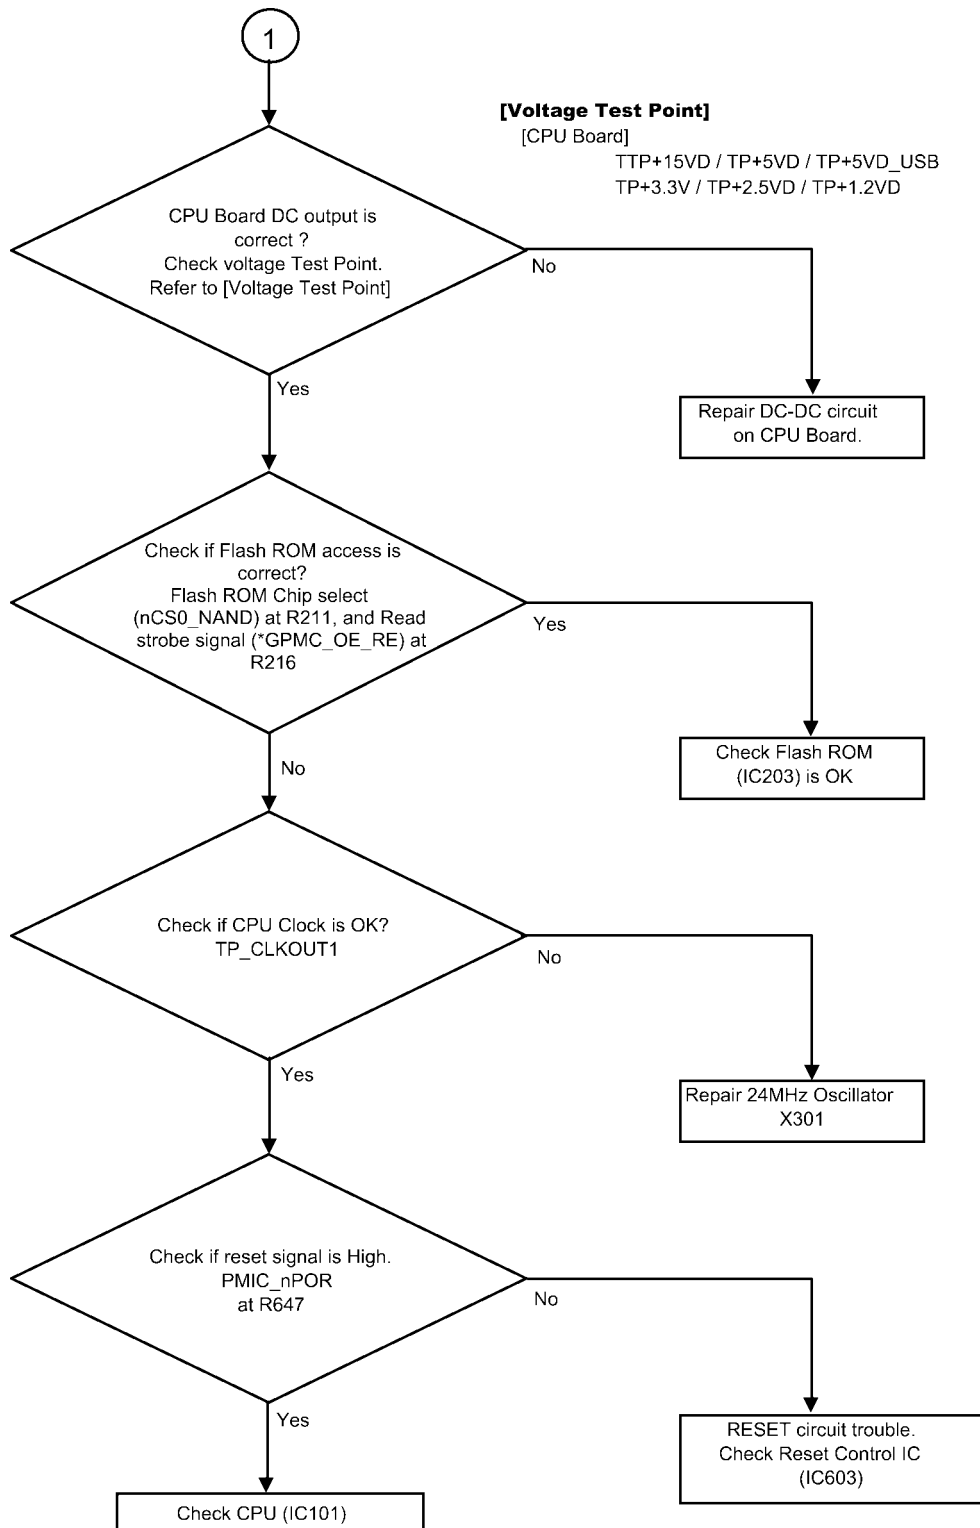 1
[Voltage Test Point]
[CPU Board]
TTP+15VD / TP+5VD / TP+5VD_USB
TP+3.3V / TP+2.5VD / TP+1.2VD
CPU Board DC output is
correct ?
Check voltage Test Point.
Refer to [Voltage Test Point]
No
Yes
Repair DC-DC circuit
on CPU Board.
Check if Flash ROM access is
correct?
Flash ROM Chip select
(nCS0_NAND) at R211, and Read
strobe signal (*GPMC_OE_RE) at
R216
Yes
No
Check Flash ROM
(IC203) is OK
Check if CPU Clock is OK?
TP_CLKOUT1
No
Yes
Repair 24MHz Oscillator
X301
Check if reset signal is High.
PMIC_nPOR
at R647
No
Yes
RESET circuit trouble.
Check Reset Control IC
(IC603)
Check CPU (IC101)